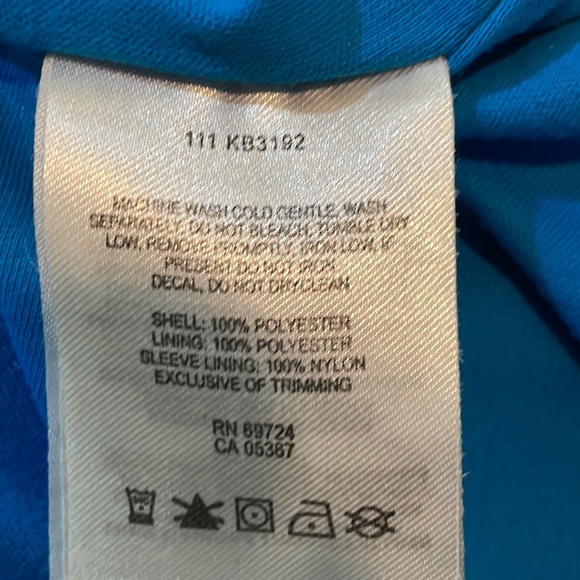 111 KB3192
MACHINE WASH COLD GENTLE, WASH
SEPARATELY, DO NOT BLEACH, TUMBLE DRY
LOW, REMOVE PROMPTLY, IRON LOW, IF
PRESENT DO NOT IRON
DECAL, DO NOT DRYCLEAN
SHELL: 100% POLYESTER
LINING: 100% POLYESTER
SLEEVE LINING: 100% NYLON
EXCLUSIVE OF TRIMMING
RN 69724
CA 05367